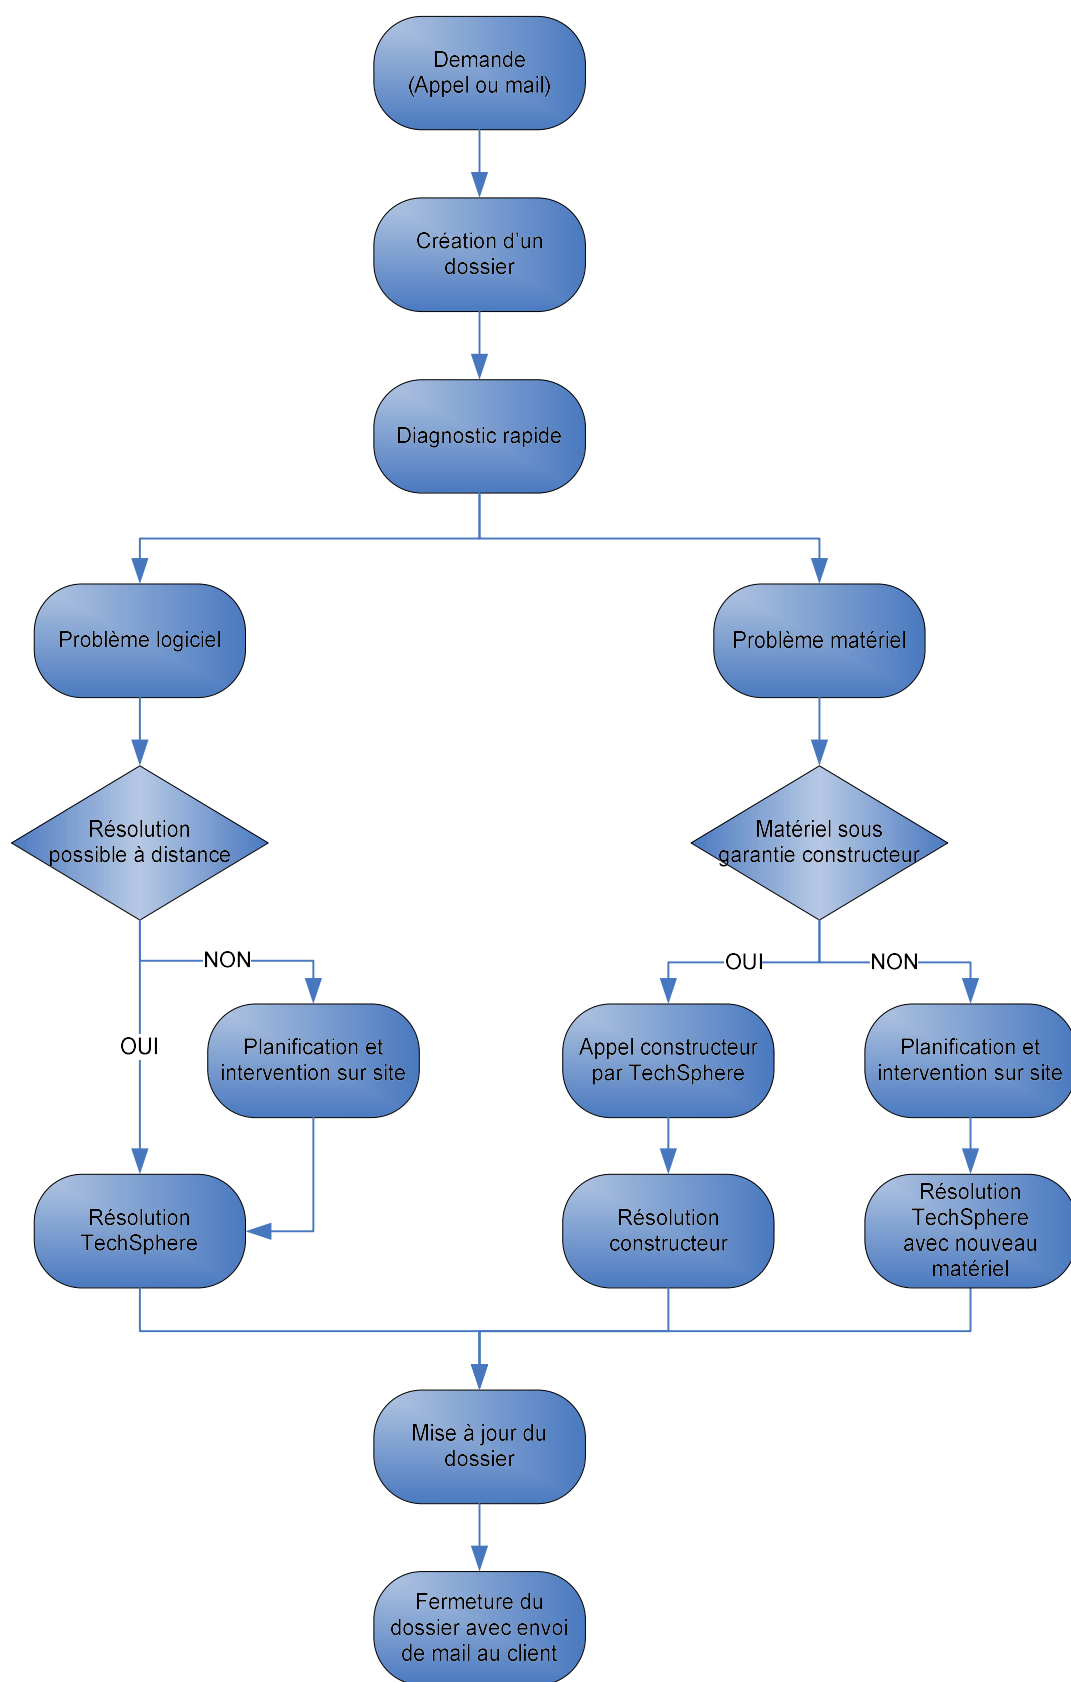 Demande
(Appel ou mail)
Création d'un
dossier
Diagnostic rapide
Problème logiciel
Problème matériel
Résolution
possible à distance
Matériel sous
garantie constructeur
NON
OUI
NON
OUI
Planification et
intervention sur site
Appel constructeur
par TechSphere
Planification et
intervention sur site
Résolution
TechSphere
Résolution
constructeur
Résolution
TechSphere
avec nouveau
matériel
Mise à jour du
dossier
Fermeture du
dossier avec envoi
de mail au client